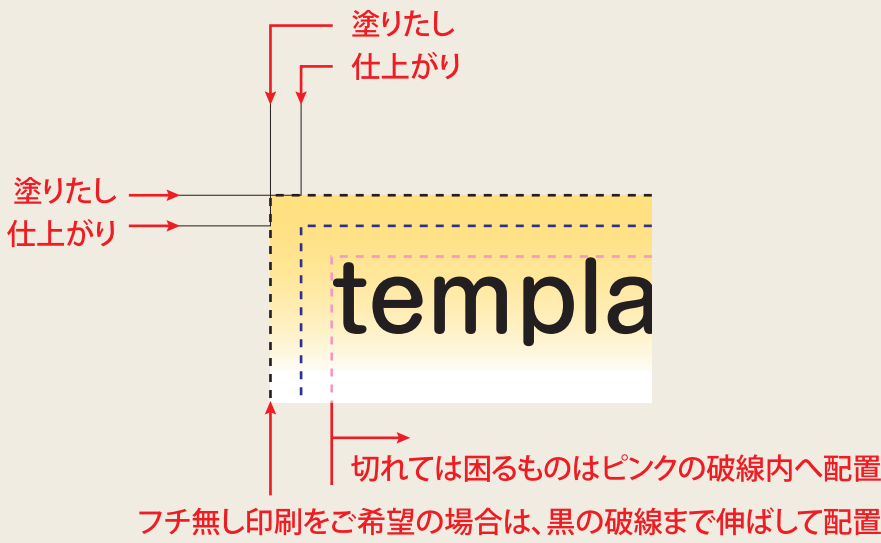 塗りたし
仕上がり
塗りたし
仕上がり
templa
切れては困るものはピンクの破線内へ配置
フチ無し印刷をご希望の場合は、黒の破線まで伸ばして配置